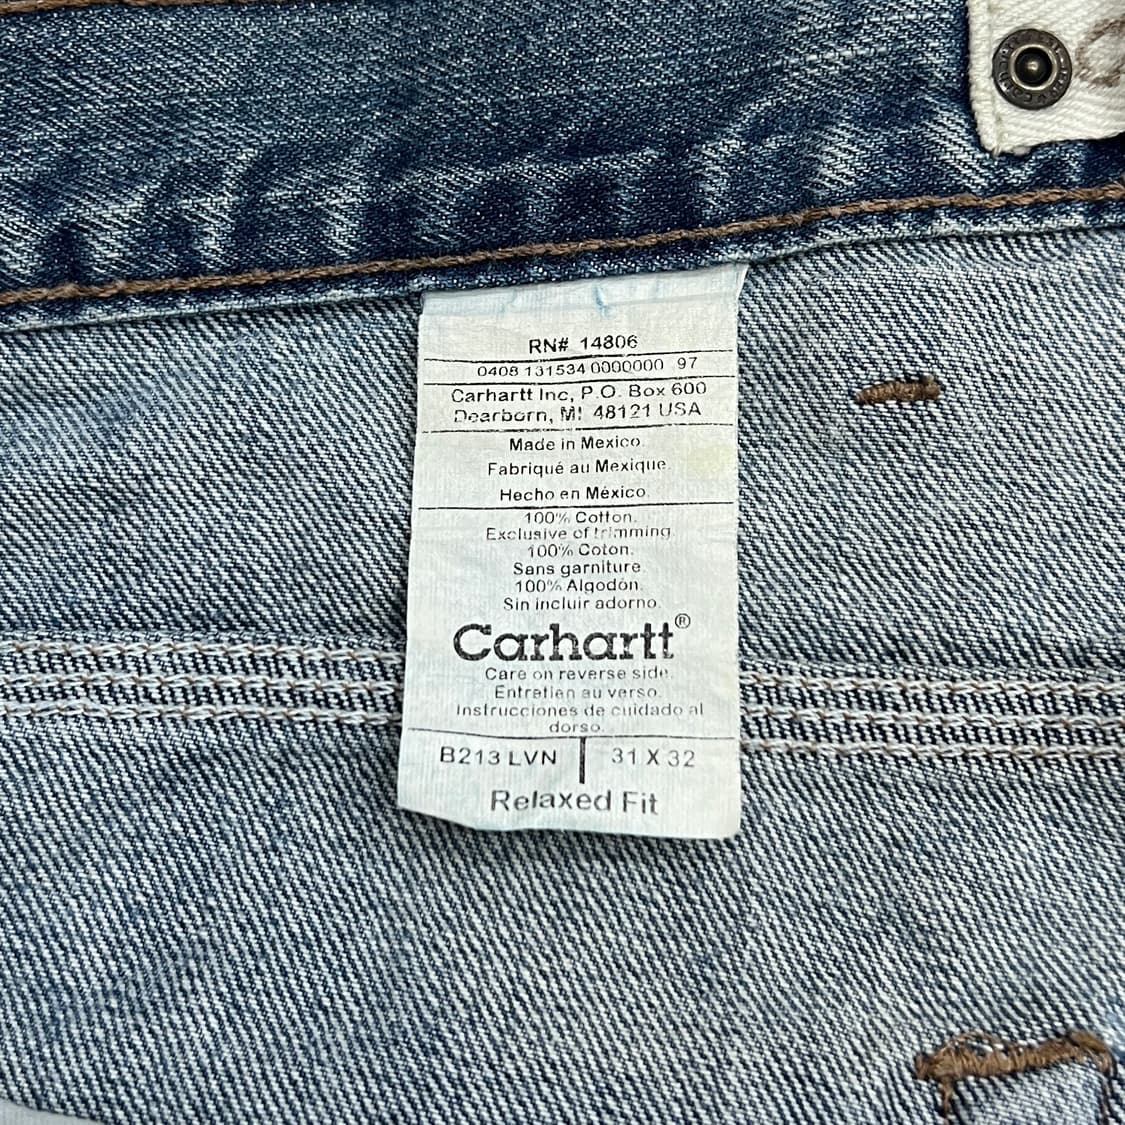 RN# 14806
0408 131534 0000000 97
Carhartt Inc, P.O. Box 600
Dearborn, MI 48121 USA
Made in Mexico.
Fabriqué au Mexique.
Hecho en México.
100% Cotton.
Exclusive of trimming.
100% Coton.
Sans garniture.
100% Algodón.
Sin incluir adorno.
Carhartt®
Care on reverse side.
Entretien au verso.
Instrucciones de cuidado al
dorso.
B213 LVN | 31 X 32
Relaxed Fit